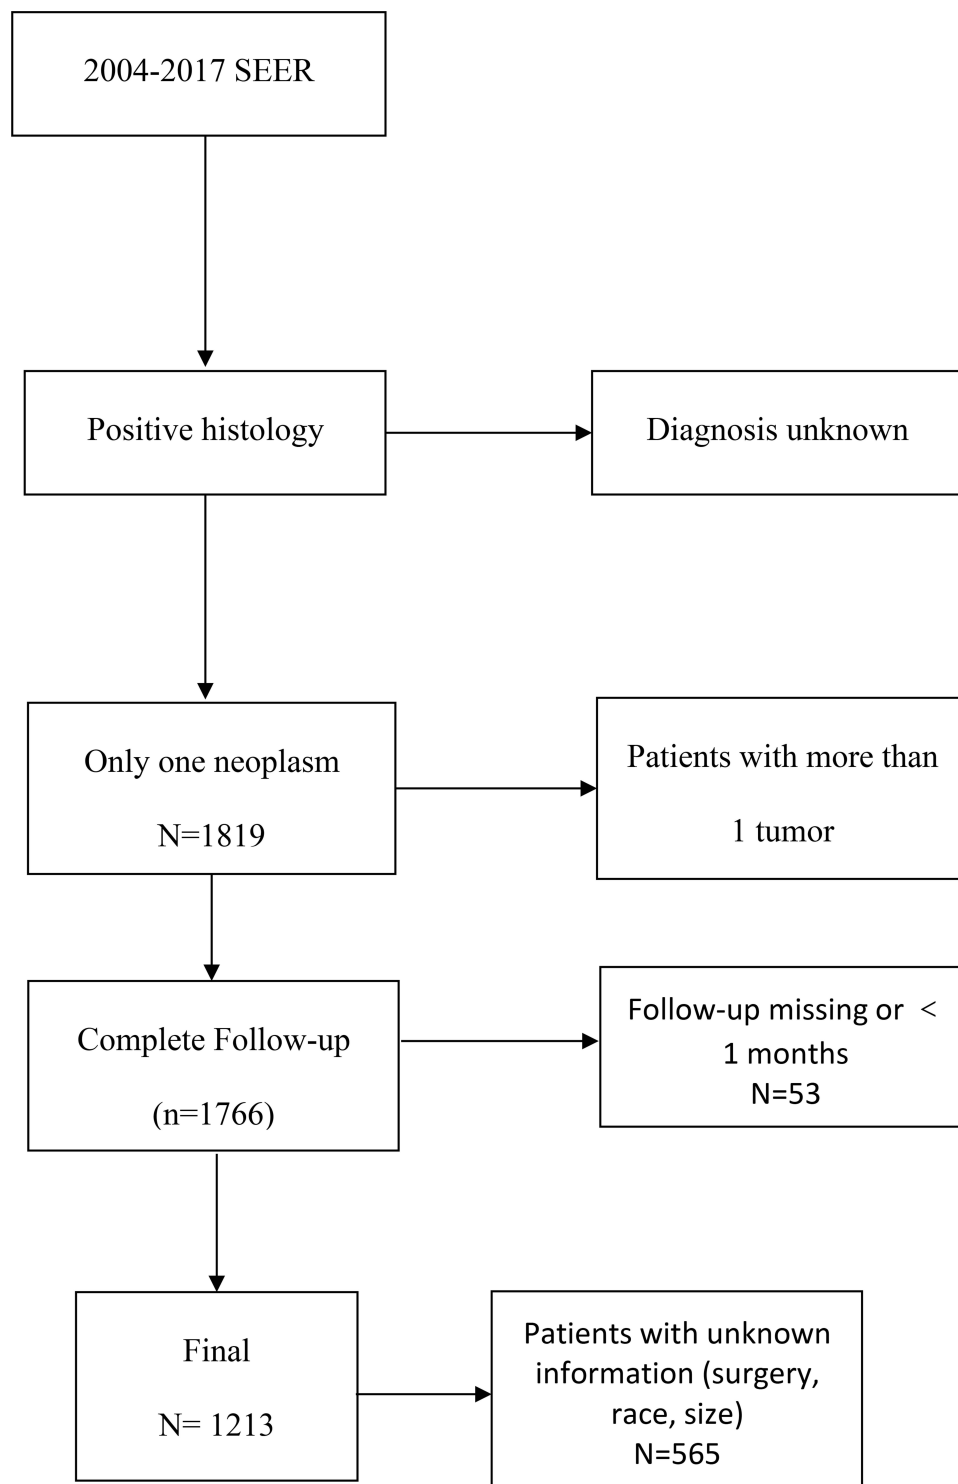 2004-2017 SEER
Positive histology
Diagnosis unknown
Only one neoplasm
N=1819
Patients with more than
1 tumor
Complete Follow-up
(n=1766)
Follow-up missing or <
1 months
N=53
Final
N= 1213
Patients with unknown
information (surgery,
race, size)
N=565